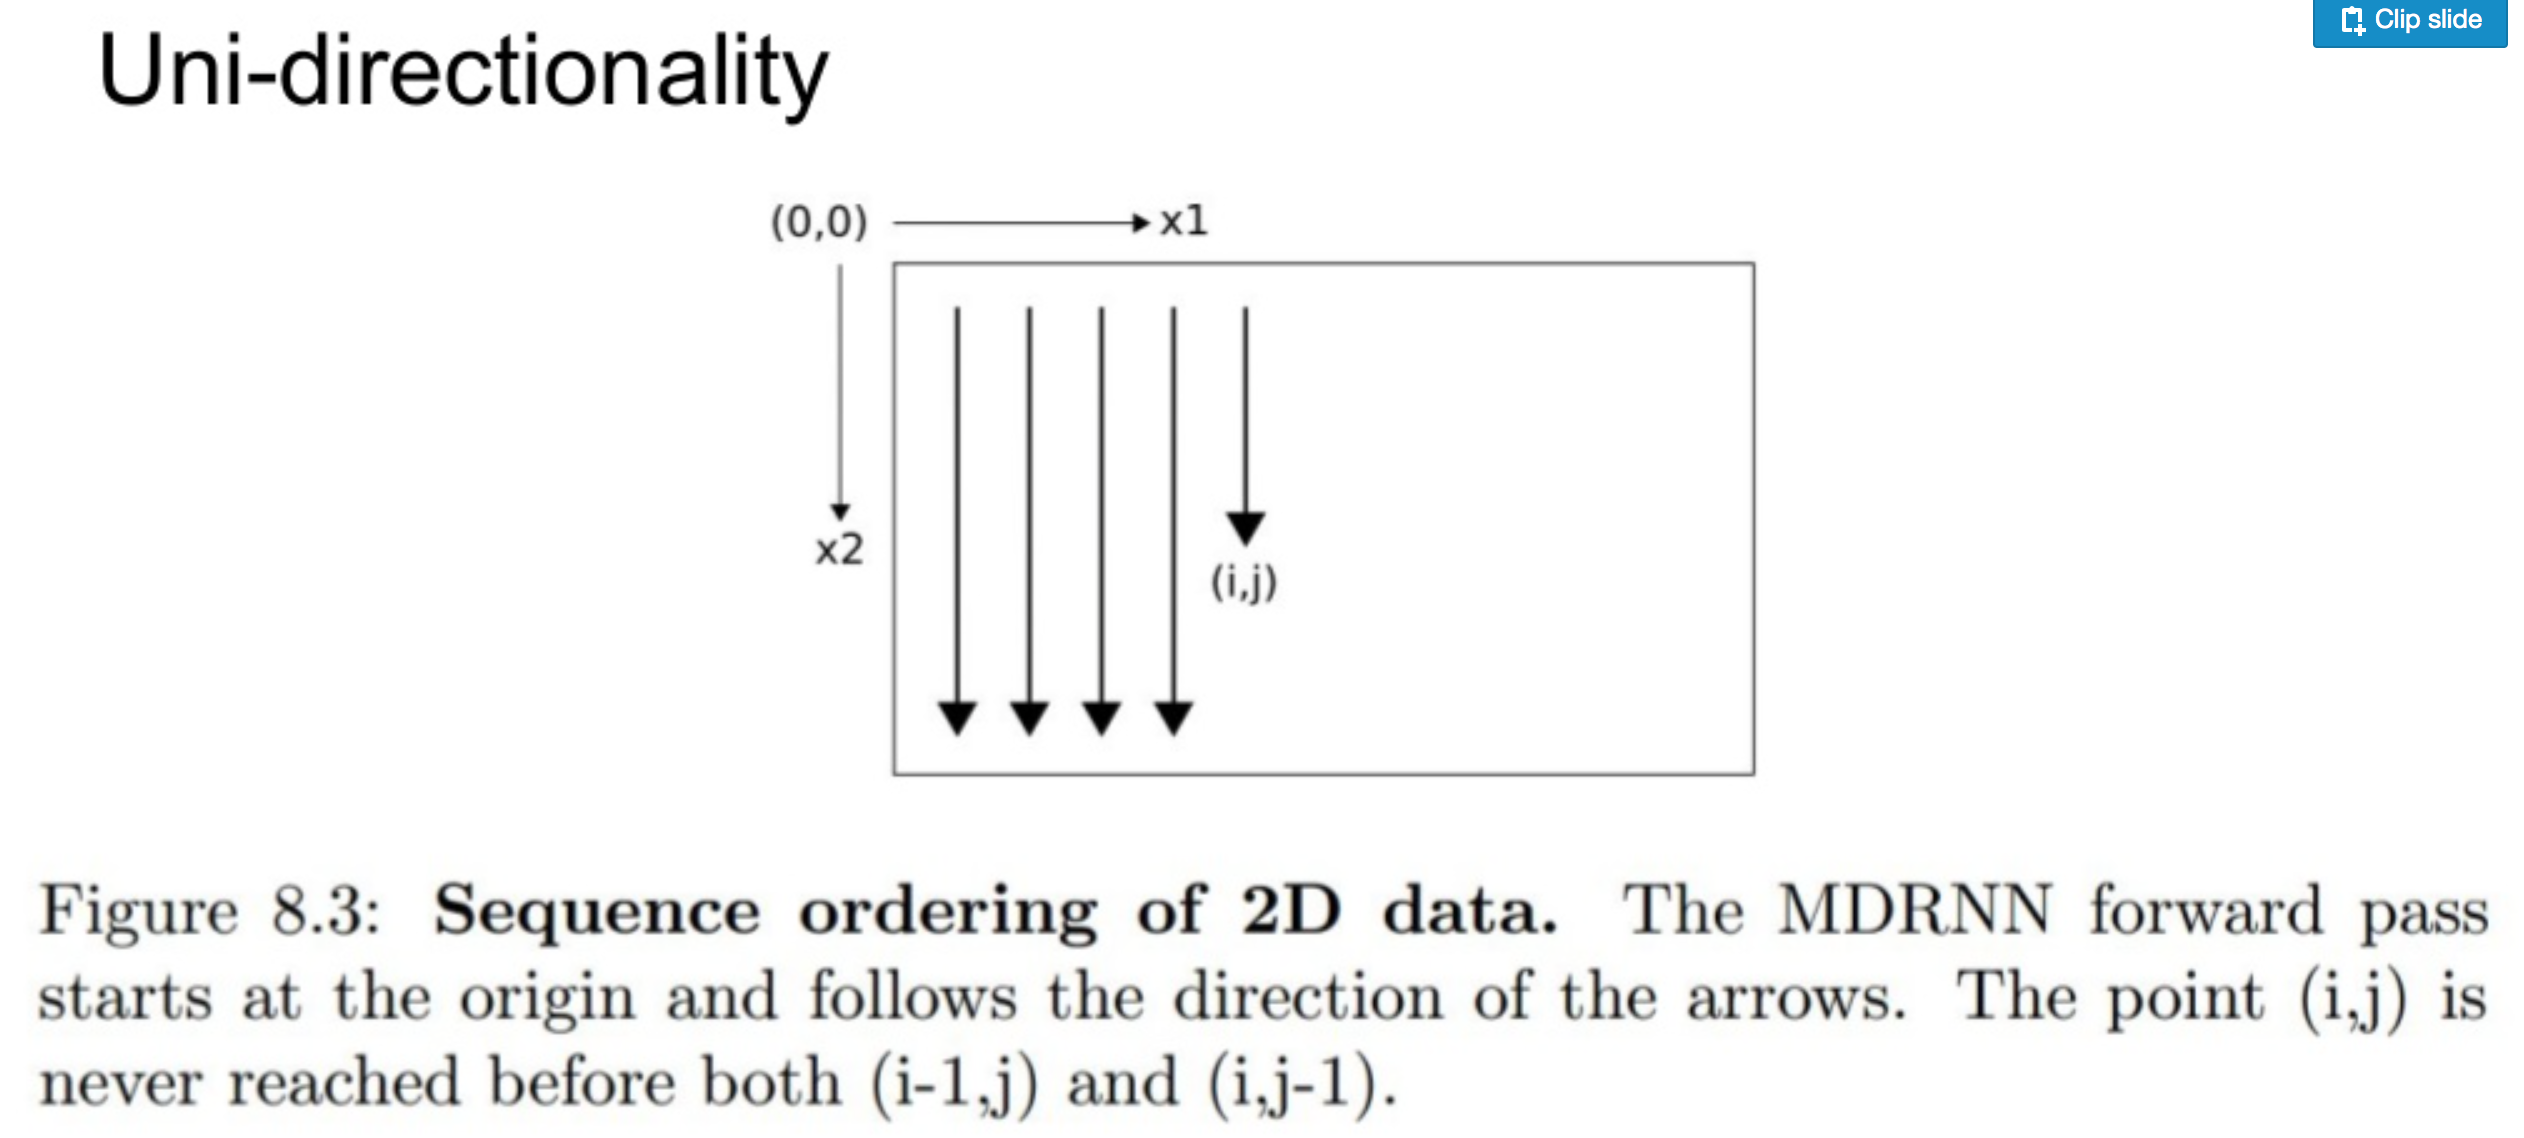 Clip slide
Uni-directionality
(0,0) x1
x2
(i,j)
Figure 8.3: Sequence ordering of 2D data. The MDRNN forward pass
starts at the origin and follows the direction of the arrows. The point (i,j) is
never reached before both (i-1,j) and (i,j-1).